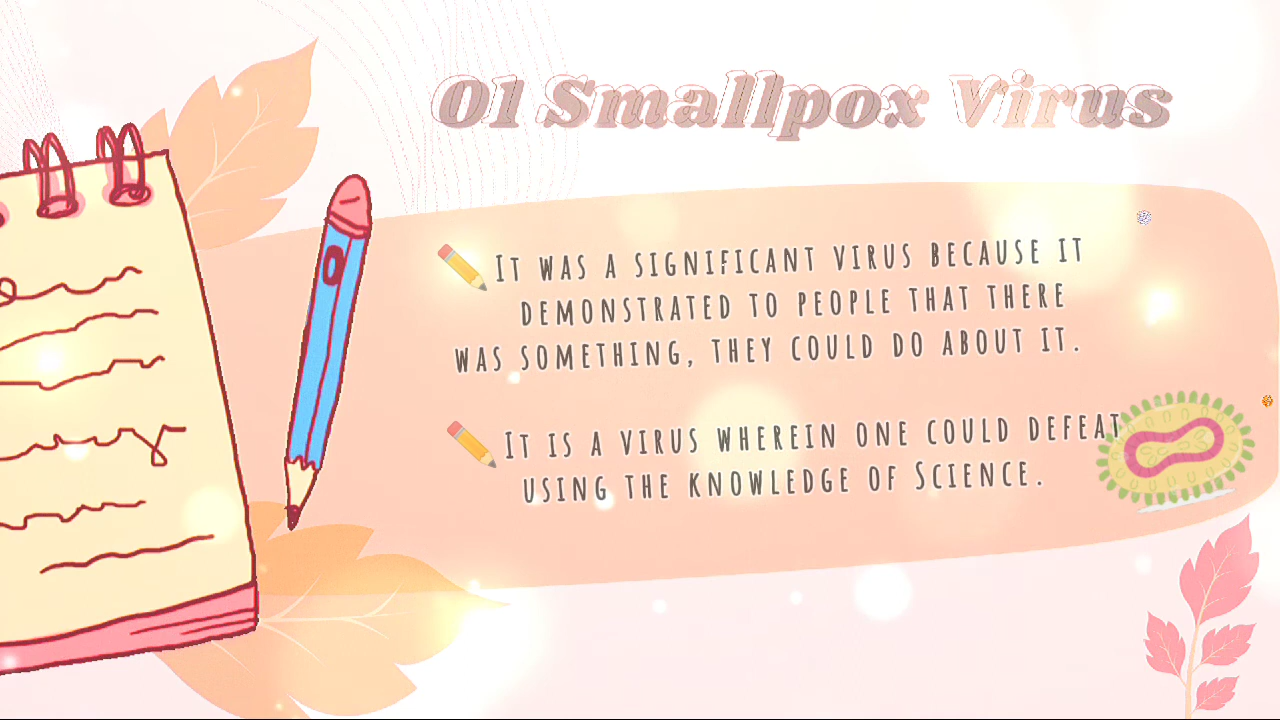 01 Smallpox Virus
It was a significant virus because it
demonstrated to people that there
was something, they could do about it.
It is a virus wherein one could defeat
using the knowledge of Science.